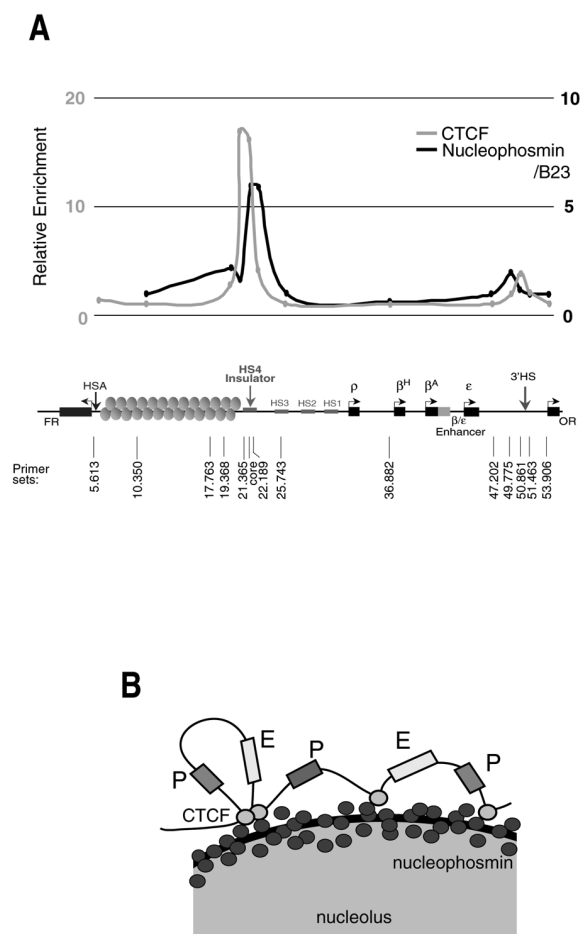 A
20
10
CTCF
Nucleophosmin
/B23
Relative Enrichment
10
5
0
0
HS4
Insulator
HSA
HS3
HS2
HS1
ρ
βᴴ
βᴬ
ε
3'HS
FR
β/ε
Enhancer
OR
Primer
sets:
5.613
10.350
17.763
19.368
21.365
core
22.189
25.743
36.882
47.202
49.775
50.861
51.463
53.906
B
P
E
P
E
P
CTCF
nucleophosmin
nucleolus